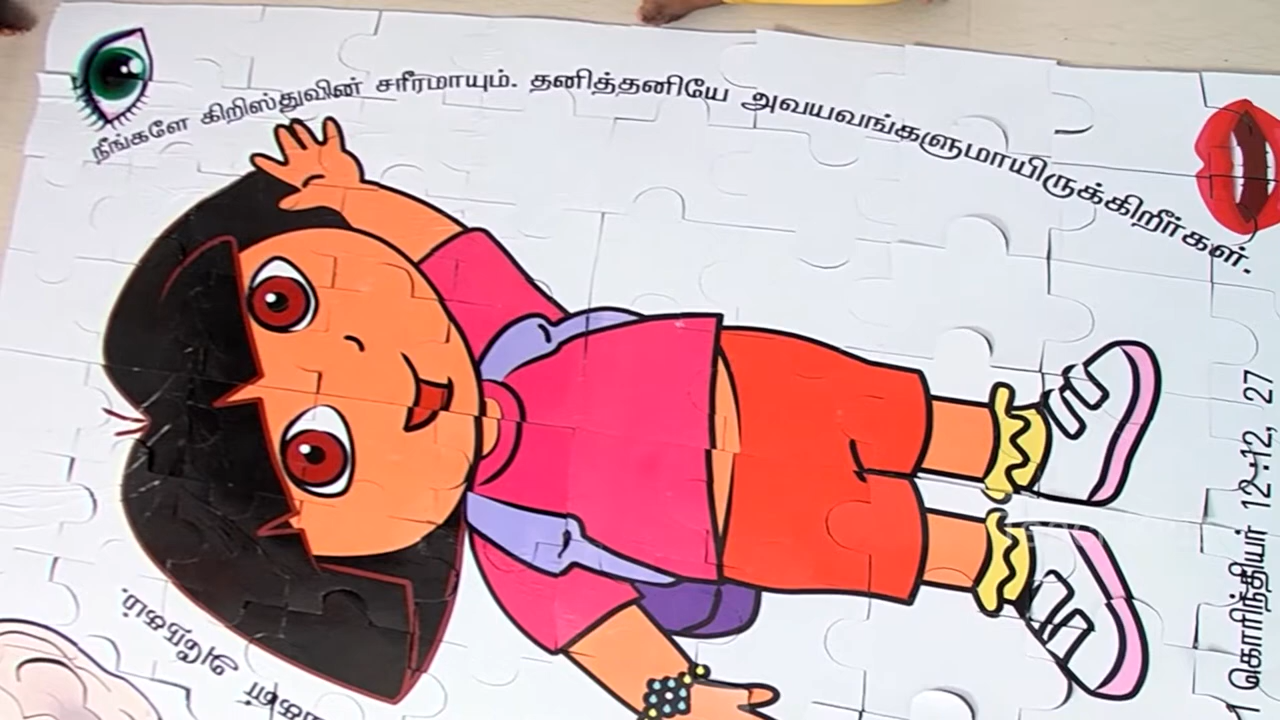 நீங்களே கிறிஸ்துவின் சரீரமாயும். தனித்தனியே அவயவங்களுமாயிருக்கிறீர்கள்.
1 கொரிந்தியர் 12:12, 27